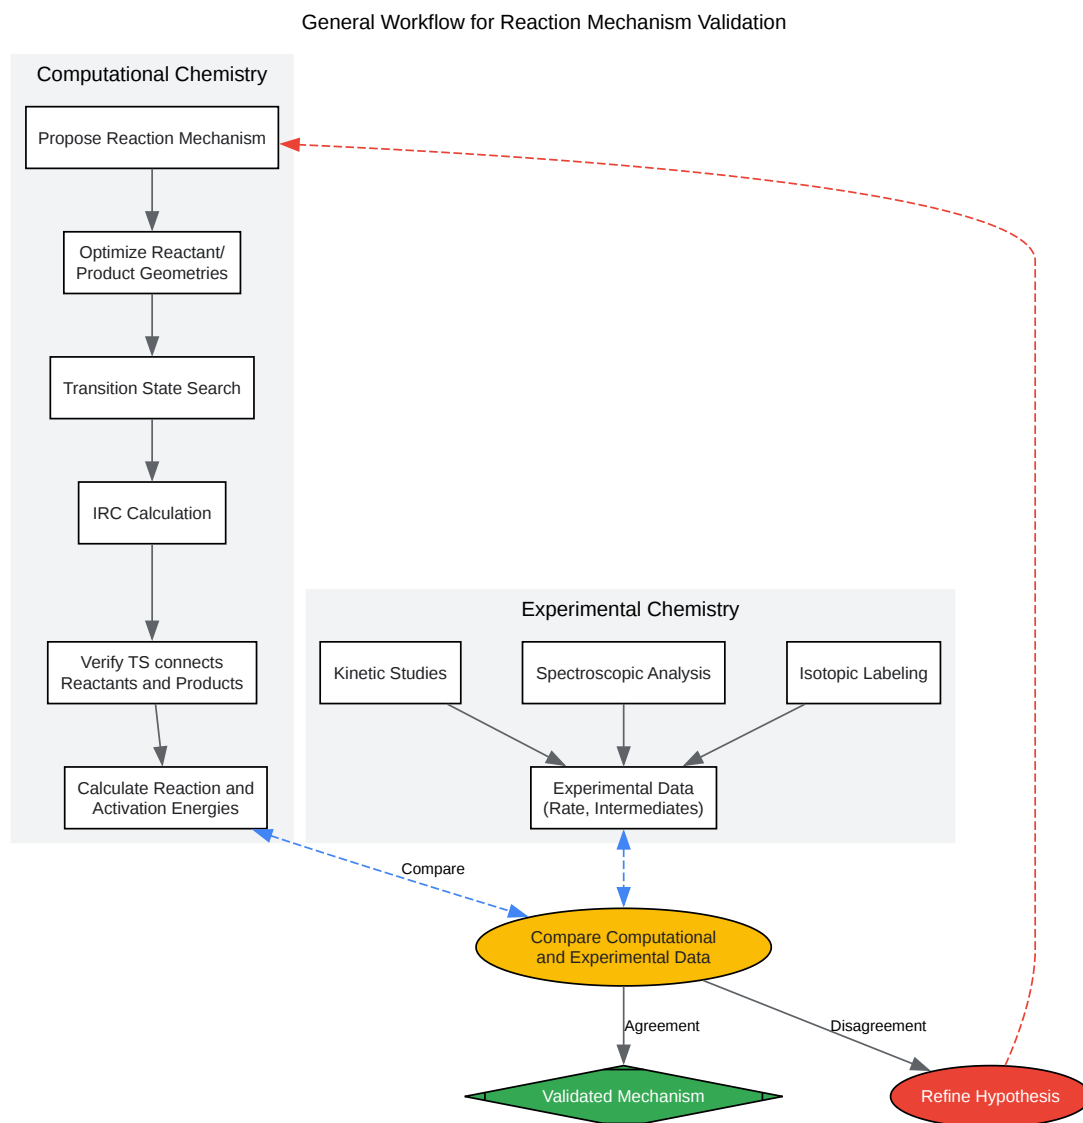 General Workflow for Reaction Mechanism Validation
Computational Chemistry
Propose Reaction Mechanism
Optimize Reactant/
Product Geometries
Transition State Search
IRC Calculation
Verify TS connects
Reactants and Products
Calculate Reaction and
Activation Energies
Experimental Chemistry
Kinetic Studies
Spectroscopic Analysis
Isotopic Labeling
Experimental Data
(Rate, Intermediates)
Compare
Compare Computational
and Experimental Data
Agreement
Disagreement
Validated Mechanism
Refine Hypothesis